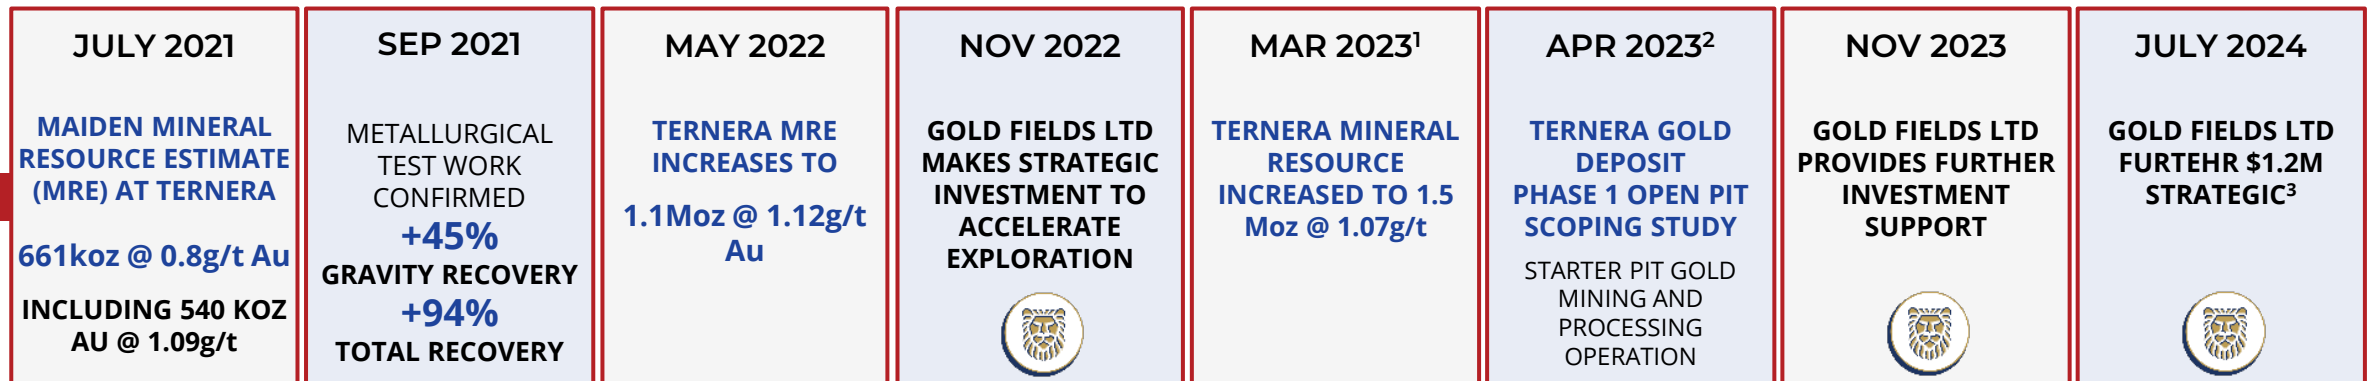 JULY 2021
MAIDEN MINERAL
RESOURCE ESTIMATE
(MRE) AT TERNERA
661koz @ 0.8g/t Au
INCLUDING 540 KOZ
AU @ 1.09g/t
SEP 2021
METALLURGICAL
TEST WORK
CONFIRMED
+45%
GRAVITY RECOVERY
+94%
TOTAL RECOVERY
MAY 2022
TERNERA MRE
INCREASES TO
1.1Moz @ 1.12g/t
Au
NOV 2022
GOLD FIELDS LTD
MAKES STRATEGIC
INVESTMENT TO
ACCELERATE
EXPLORATION
MAR 2023¹
TERNERA MINERAL
RESOURCE
INCREASED TO 1.5
Moz @ 1.07g/t
APR 2023²
TERNERA GOLD
DEPOSIT
PHASE 1 OPEN PIT
SCOPING STUDY
STARTER PIT GOLD
MINING AND
PROCESSING
OPERATION
NOV 2023
GOLD FIELDS LTD
PROVIDES FURTHER
INVESTMENT
SUPPORT
JULY 2024
GOLD FIELDS LTD
FURTEHR $1.2M
STRATEGIC³